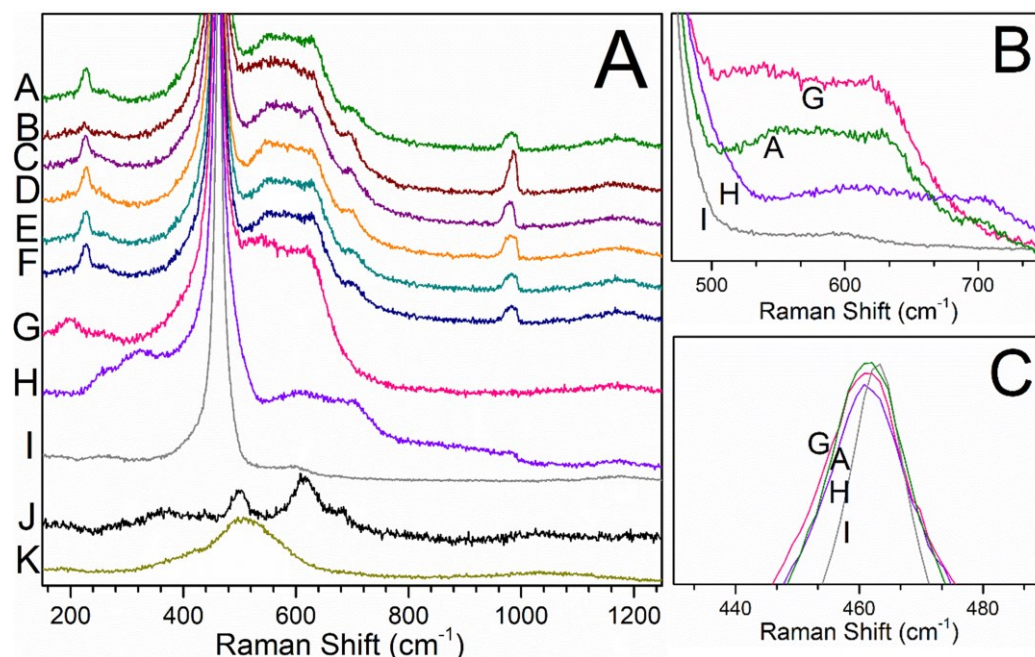 A
A
B
C
D
E
F
G
H
I
J
K
200 400 600 800 1000 1200
Raman Shift (cm⁻¹)
B
G
A
H
I
500 600 700
Raman Shift (cm⁻¹)
C
G
A
H
I
440 460 480
Raman Shift (cm⁻¹)